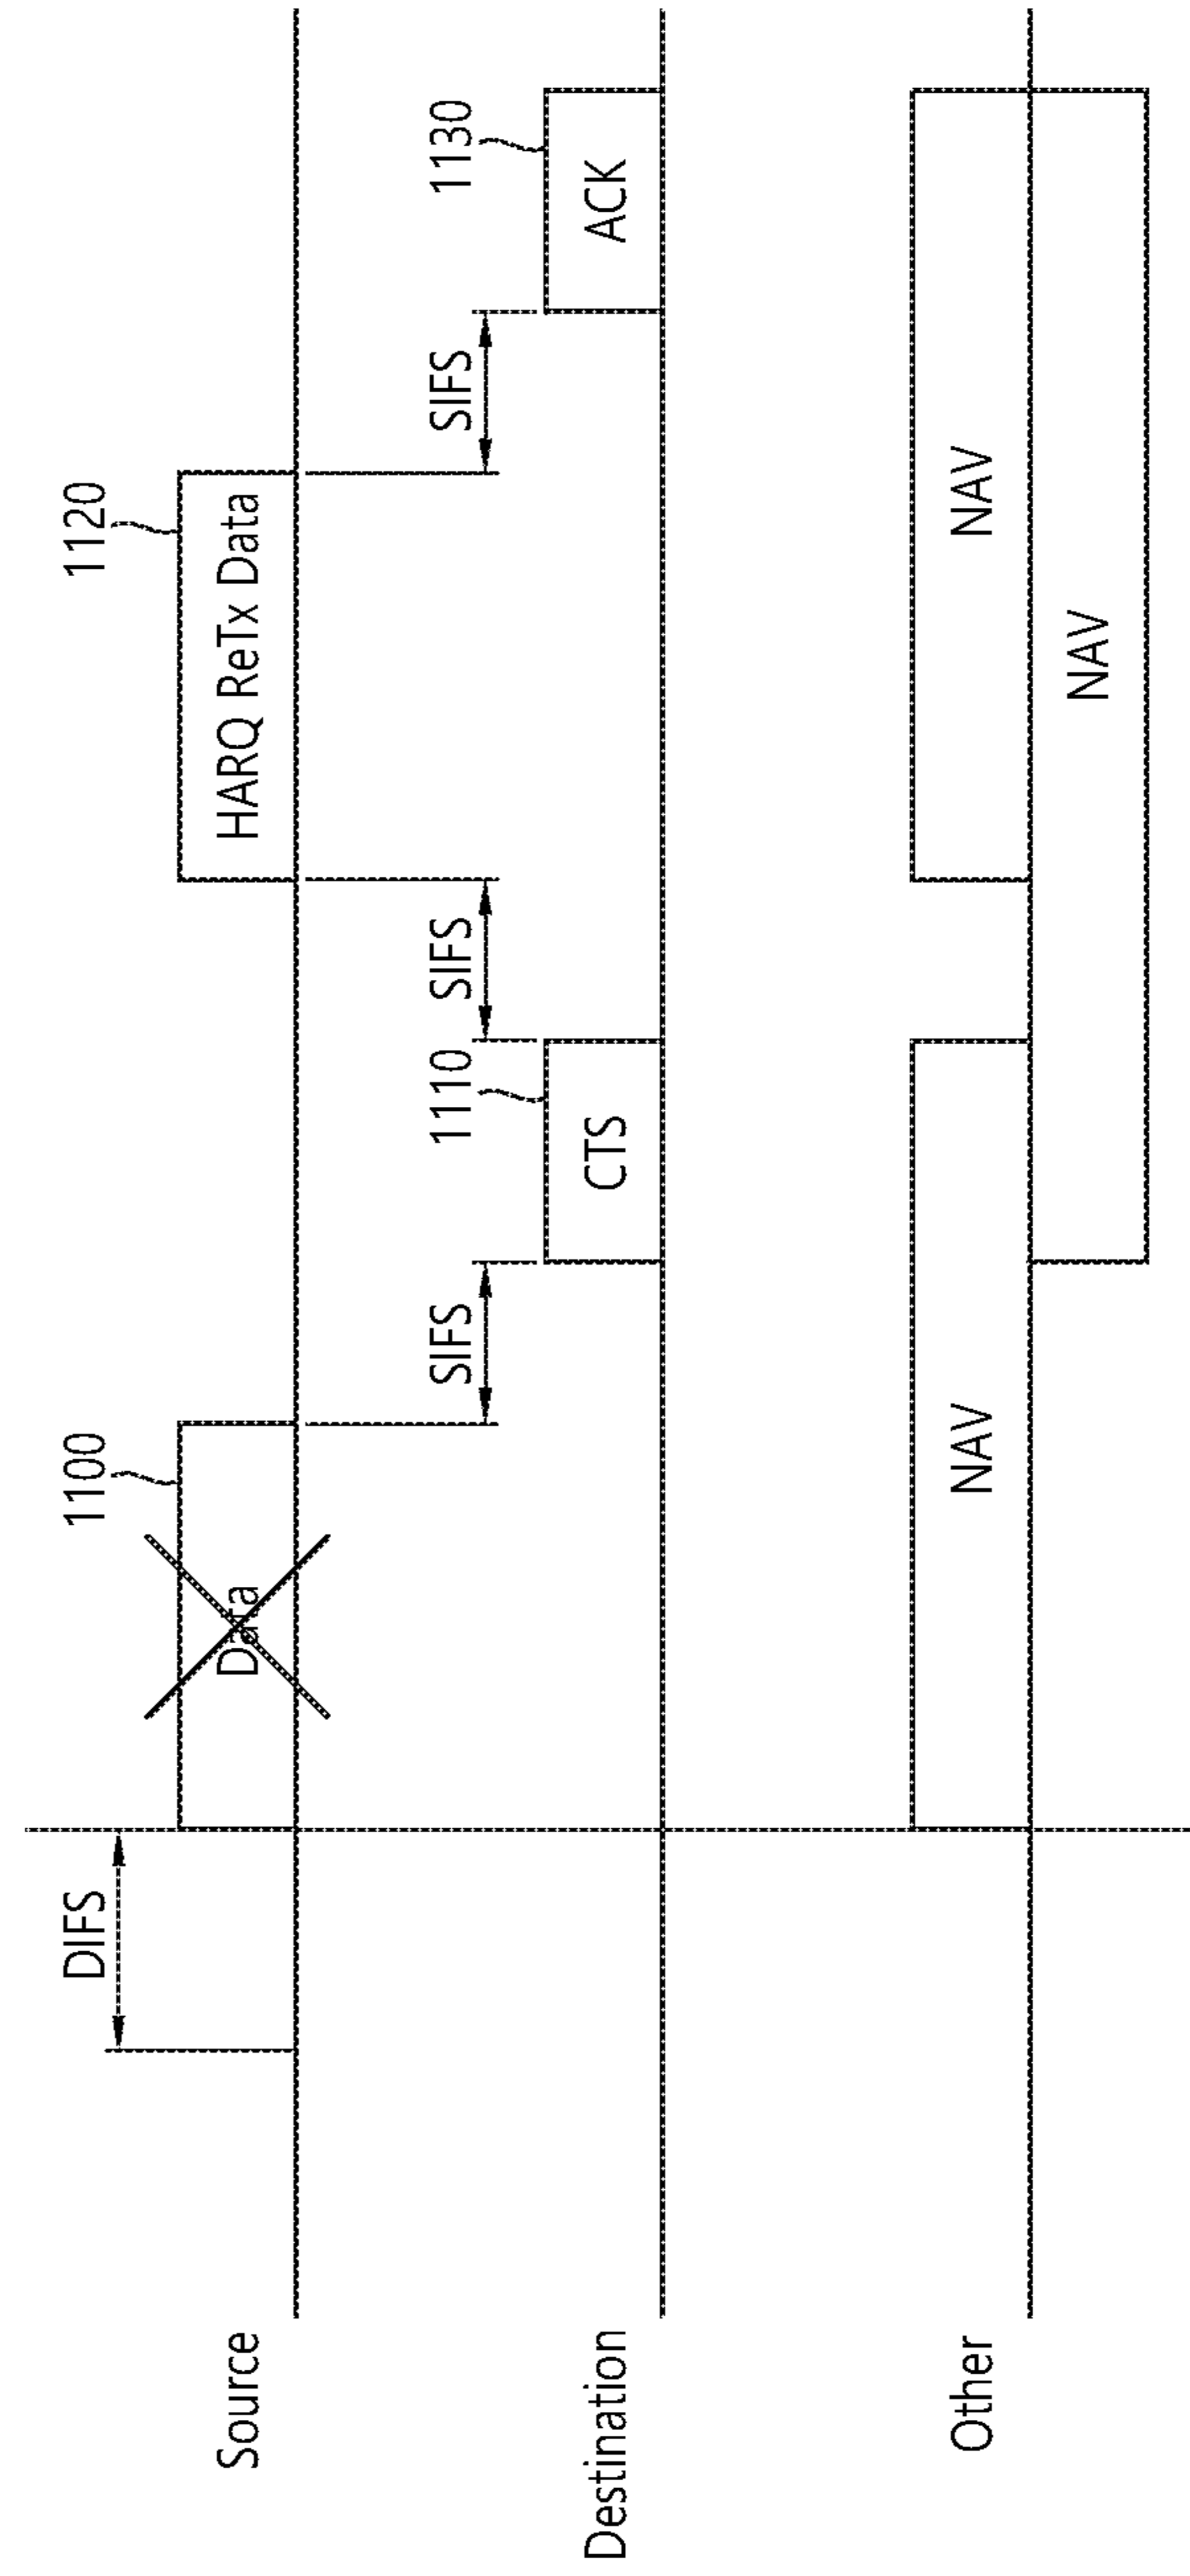 DIFS
1100
1120
Source
Data
HARQ ReTx Data
SIFS
1110
SIFS
SIFS
1130
Destination
CTS
ACK
Other
NAV
NAV
NAV